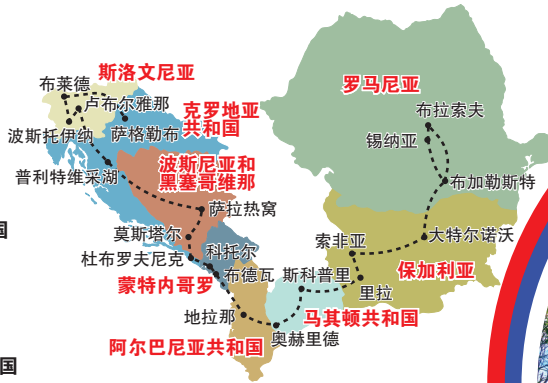 斯洛文尼亚
布莱德
卢布尔雅那
克罗地亚
共和国
波斯托伊纳
萨格勒布
普利特维采湖
波斯尼亚和
黑塞哥维那
罗马尼亚
布拉索夫
锡纳亚
布加勒斯特
萨拉热窝
国
莫斯塔尔
科托尔
杜布罗夫尼克
布德瓦
蒙特内哥罗
索非亚
大特尔诺沃
斯科普里
里拉
保加利亚
地拉那
奥赫里德
马其顿共和国
阿尔巴尼亚共和国
国